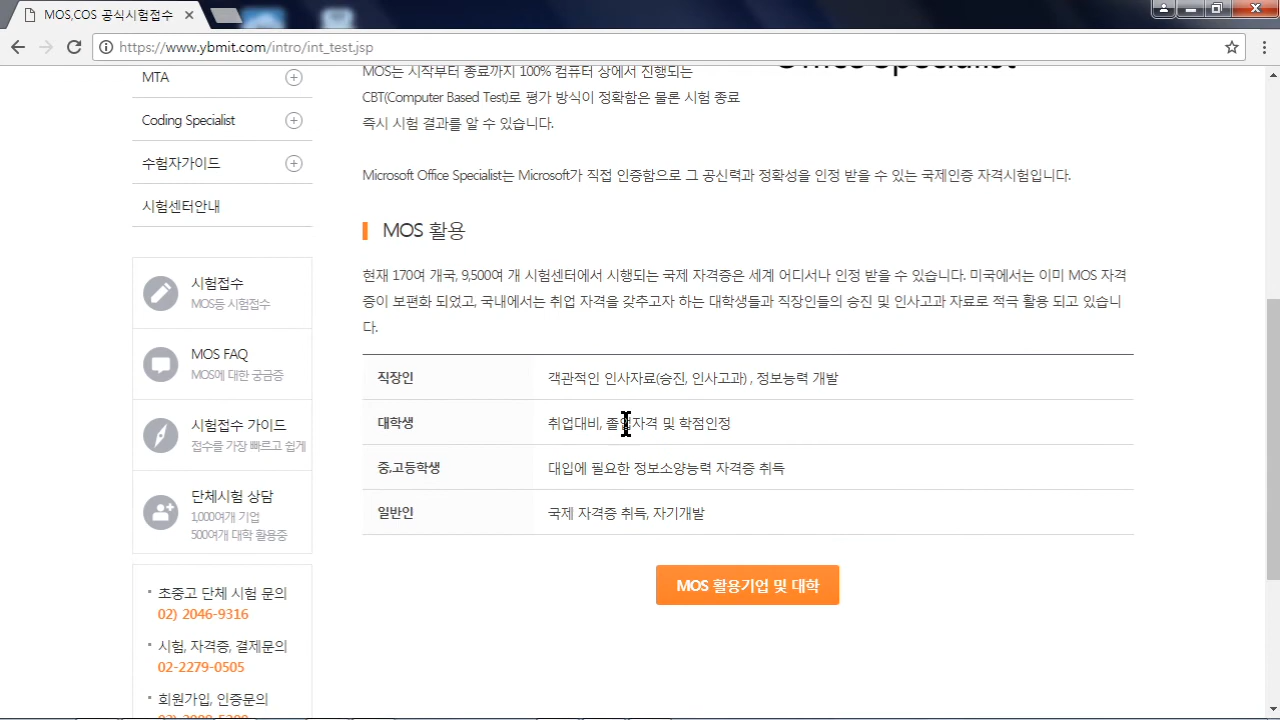 MOS,COS 공식시험접수
https://www.ybmit.com/intro/int_test.jsp
MTA
Coding Specialist
수험자가이드
시험센터안내
시험접수
MOS등 시험접수
MOS FAQ
MOS에 대한 궁금증
시험접수 가이드
접수를 가장 빠르고 쉽게
단체시험 상담
1,000여개 기업
500여개 대학 활용중
초중고 단체 시험 문의
02) 2046-9316
시험, 자격증, 결제문의
02-2279-0505
회원가입, 인증문의
Office Specialist
MOS는 시작부터 종료까지 100% 컴퓨터 상에서 진행되는
CBT(Computer Based Test)로 평가 방식이 정확함은 물론 시험 종료
즉시 시험 결과를 알 수 있습니다.
Microsoft Office Specialist는 Microsoft가 직접 인증함으로 그 공신력과 정확성을 인정 받을 수 있는 국제인증 자격시험입니다.
MOS 활용
현재 170여 개국, 9,500여 개 시험센터에서 시행되는 국제 자격증은 세계 어디서나 인정 받을 수 있습니다. 미국에서는 이미 MOS 자격
증이 보편화 되었고, 국내에서는 취업 자격을 갖추고자 하는 대학생들과 직장인들의 승진 및 인사고과 자료로 적극 활용 되고 있습니
다.
직장인 객관적인 인사자료(승진, 인사고과) , 정보능력 개발
대학생 취업대비, 졸업자격 및 학점인정
중,고등학생 대입에 필요한 정보소양능력 자격증 취득
일반인 국제 자격증 취득, 자기개발
MOS 활용기업 및 대학